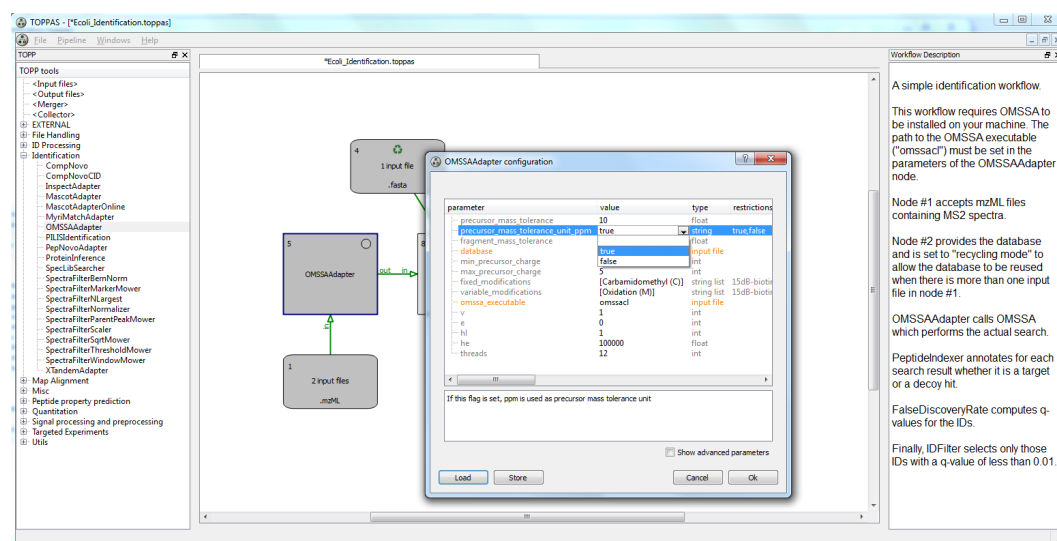 TOPPAS - [*Ecoli_Identification.toppas]
File Pipeline Windows Help
TOPP
TOPP tools
<Input files>
<Output files>
<Merger>
<Collector>
EXTERNAL
File Handling
ID Processing
Identification
CompNovo
CompNovoCID
InspectAdapter
MascotAdapter
MascotAdapterOnline
MyriMatchAdapter
OMSSAAdapter
PILISIdentification
PepNovoAdapter
ProteinInference
SpecLibSearcher
SpectraFilterBernNorm
SpectraFilterMarkerMower
SpectraFilterNLargest
SpectraFilterNormalizer
SpectraFilterParentPeakMower
SpectraFilterScaler
SpectraFilterSqrtMower
SpectraFilterThresholdMower
SpectraFilterWindowMower
XTandemAdapter
Map Alignment
Misc
Peptide property prediction
Quantitation
Signal processing and preprocessing
Targeted Experiments
Utils
*Ecoli_Identification.toppas
4
1 input file
.fasta
5
OMSSAAdapter
out in
8
in
1
2 input files
.mzML
OMSSAAdapter configuration
parameter value type restrictions
precursor_mass_tolerance 10 float
precursor_mass_tolerance_unit_ppm true string true,false
fragment_mass_tolerance float
database true input file
min_precursor_charge false int
max_precursor_charge 5 int
fixed_modifications [Carbamidomethyl (C)] string list 15dB-biotin
variable_modifications [Oxidation (M)] string list 15dB-biotin
omssa_executable omssacl input file
v 1 int
e 0 int
hl 1 int
he 100000 float
threads 12 int
If this flag is set, ppm is used as precursor mass tolerance unit
Show advanced parameters
Load Store Cancel Ok
Workflow Description
A simple identification workflow.
This workflow requires OMSSA to
be installed on your machine. The
path to the OMSSA executable
("omssacl") must be set in the
parameters of the OMSSAAdapter
node.
Node #1 accepts mzML files
containing MS2 spectra.
Node #2 provides the database
and is set to "recycling mode" to
allow the database to be reused
when there is more than one input
file in node #1.
OMSSAAdapter calls OMSSA
which performs the actual search.
PeptideIndexer annotates for each
search result whether it is a target
or a decoy hit.
FalseDiscoveryRate computes q-
values for the IDs.
Finally, IDFilter selects only those
IDs with a q-value of less than 0.01.